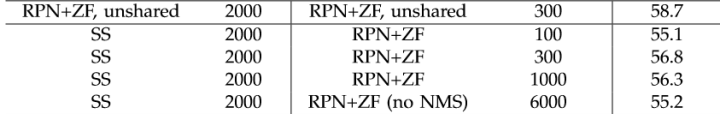 RPN+ZF, unshared 2000 RPN+ZF, unshared 300 58.7
SS 2000 RPN+ZF 100 55.1
SS 2000 RPN+ZF 300 56.8
SS 2000 RPN+ZF 1000 56.3
SS 2000 RPN+ZF (no NMS) 6000 55.2